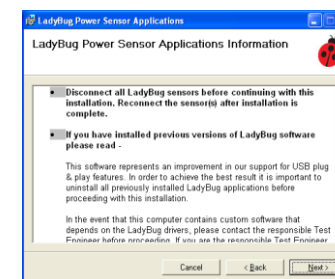 LadyBug Power Sensor Applications
LadyBug Power Sensor Applications Information
Disconnect all LadyBug sensors before continuing with this
installation. Reconnect the sensor(s) after installation is
complete.
If you have installed previous versions of LadyBug software
please read -
This software represents an improvement in our support for USB plug
& play features. In order to achieve the best result it is important to
uninstall all previously installed LadyBug applications before
proceeding with this installation.
In the event that this computer contains custom software that
depends on the LadyBug drivers, please contact the responsible Test
Engineer before proceeding. If you are the responsible Test Engineer
Cancel
< Back
Next >